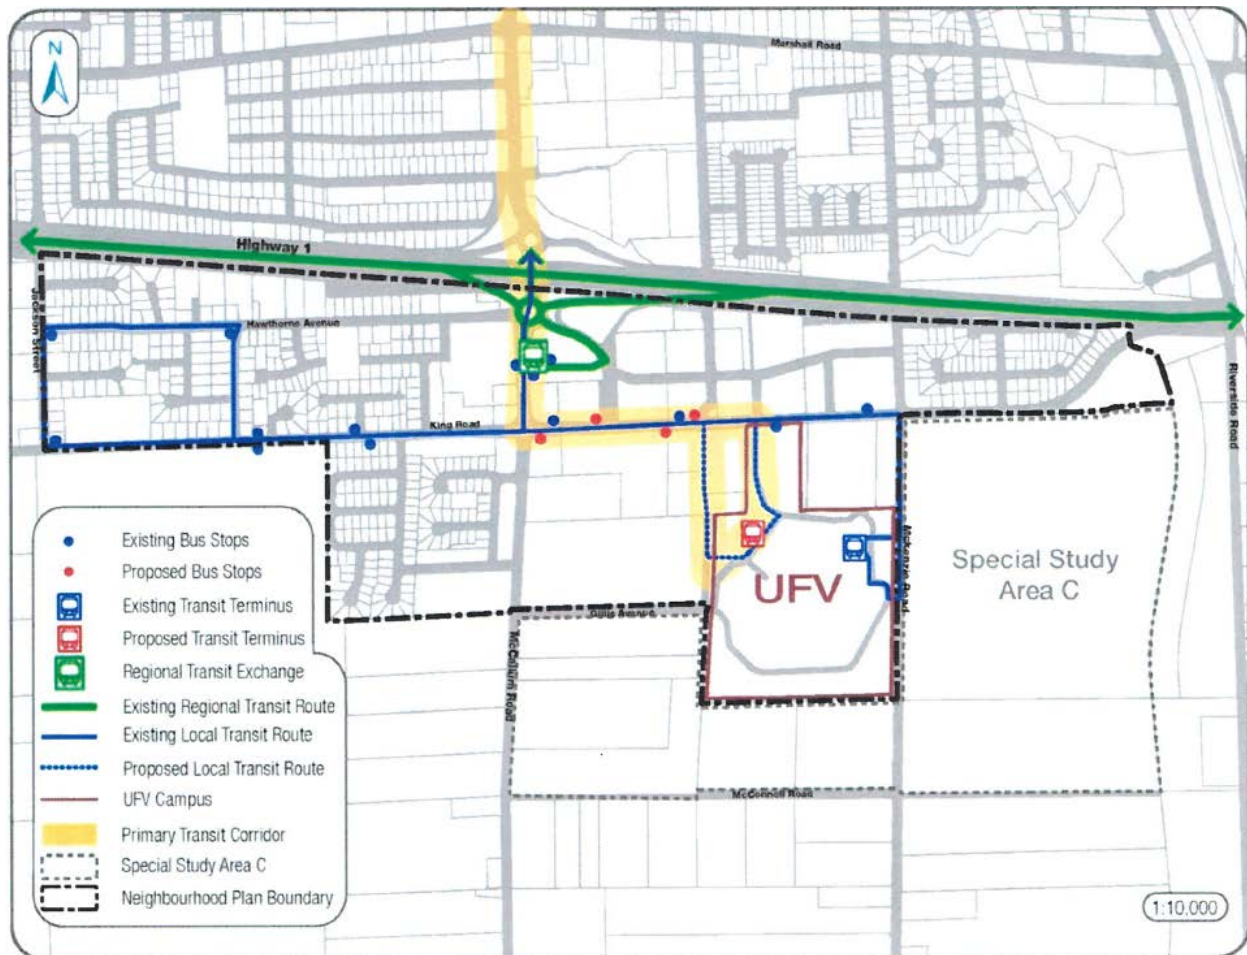 N
Marshall Road
Highway 1
Jackson Street
Hawthorne Avenue
King Road
Riverside Road
McKenzie Road
Special Study
Area C
UFV
McCallum Road
McConnell Road
Existing Bus Stops
Proposed Bus Stops
Existing Transit Terminus
Proposed Transit Terminus
Regional Transit Exchange
Existing Regional Transit Route
Existing Local Transit Route
Proposed Local Transit Route
UFV Campus
Primary Transit Corridor
Special Study Area C
Neighbourhood Plan Boundary
1:10,000